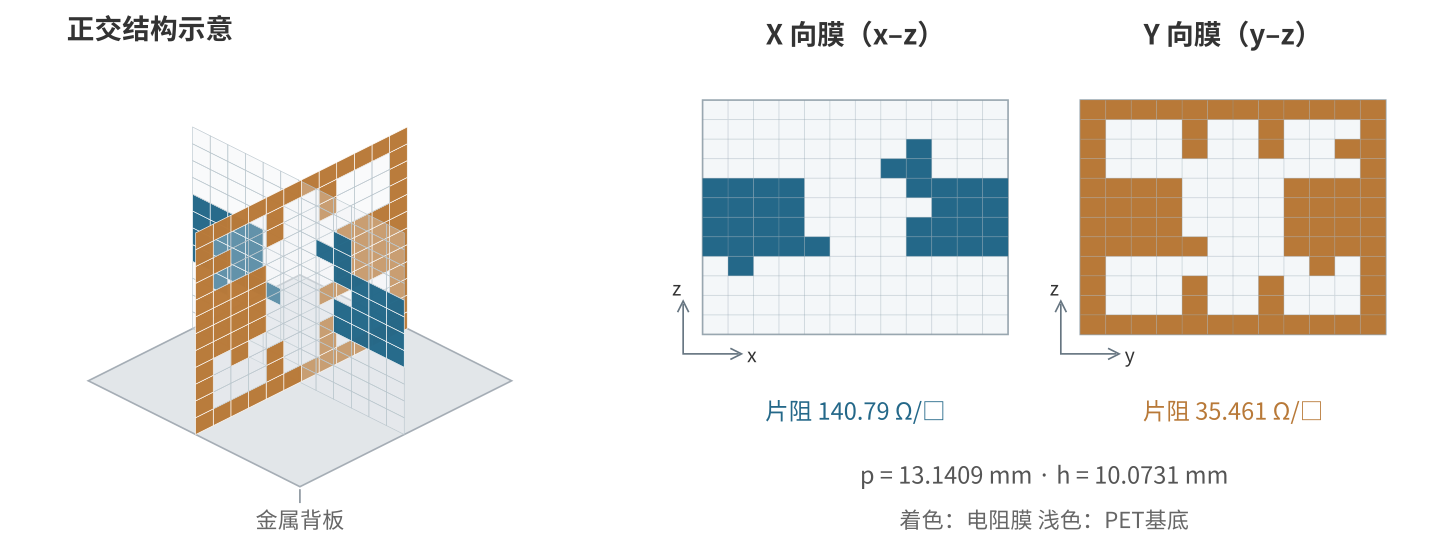 正交结构示意
X 向膜（x–z）
Y 向膜（y–z）
z
x
z
y
片阻 140.79 Ω/□
片阻 35.461 Ω/□
p = 13.1409 mm · h = 10.0731 mm
着色：电阻膜 浅色：PET基底
金属背板